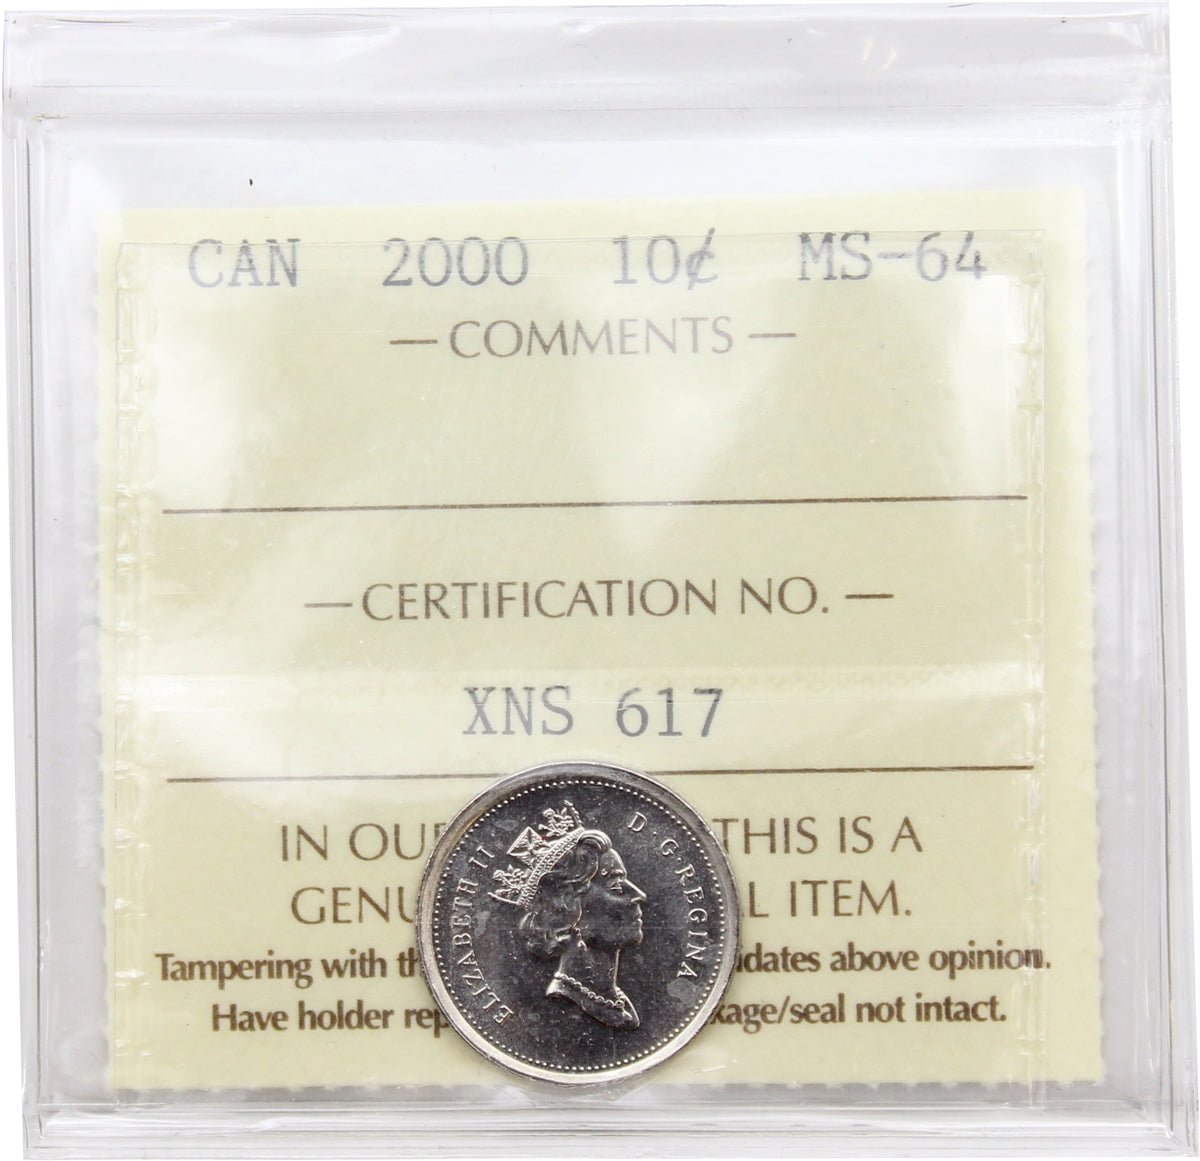 CAN 2000 10¢ MS-64
— COMMENTS —
— CERTIFICATION NO. —
XNS 617
IN OU THIS IS A
GENU L ITEM.
Tampering with th idates above opinion.
Have holder rep kage/seal not intact.
ELIZABETH II D·G·REGINA